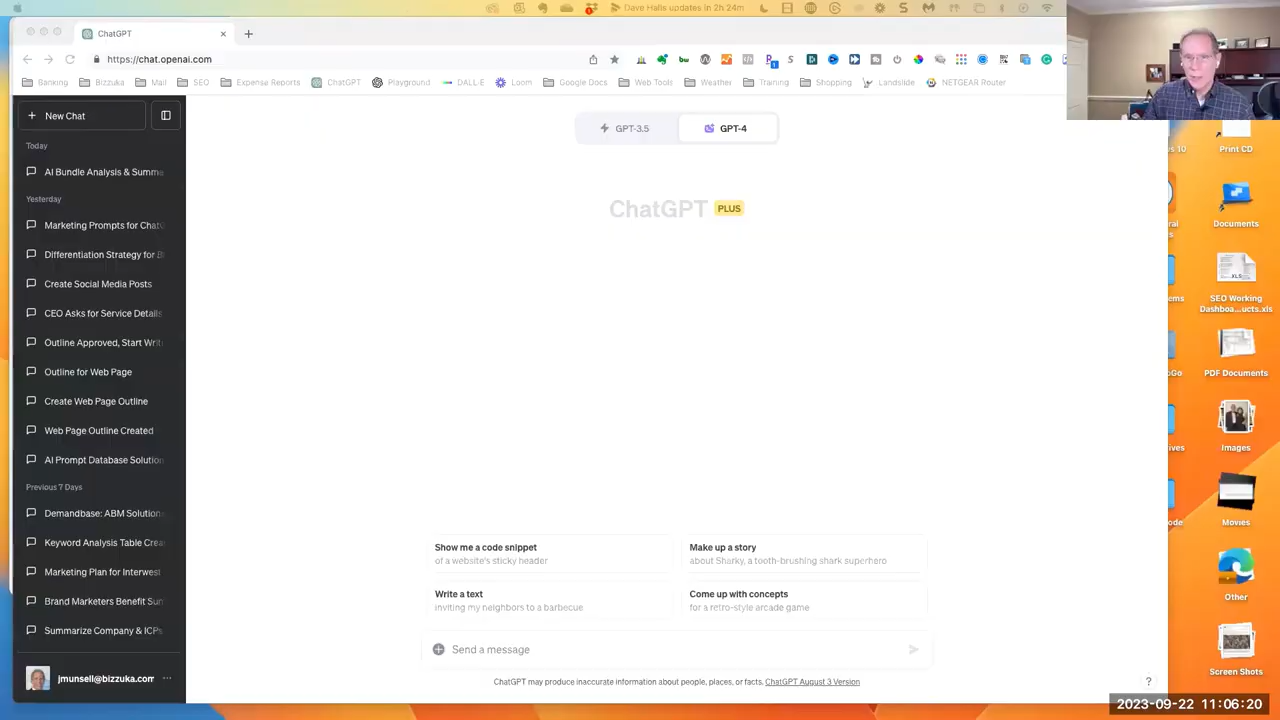 Dave Halls updates in 2h 24m
ChatGPT
https://chat.openai.com
Banking Bizzuka Mail SEO Expense Reports ChatGPT Playground DALL·E Loom Google Docs Web Tools Weather Training Shopping Landslide NETGEAR Router
New Chat
Today
AI Bundle Analysis & Summa
Yesterday
Marketing Prompts for Chat
Differentiation Strategy for
Create Social Media Posts
CEO Asks for Service Details
Outline Approved, Start Writ
Outline for Web Page
Create Web Page Outline
Web Page Outline Created
AI Prompt Database Solution
Previous 7 Days
Demandbase: ABM Solution
Keyword Analysis Table Crea
Marketing Plan for Interwest
Brand Marketers Benefit Sum
Summarize Company & ICPs
jmunsell@bizzuka.com
GPT-3.5 GPT-4
ChatGPT PLUS
Show me a code snippet
of a website's sticky header
Make up a story
about Sharky, a tooth-brushing shark superhero
Write a text
inviting my neighbors to a barbecue
Come up with concepts
for a retro-style arcade game
Send a message
ChatGPT may produce inaccurate information about people, places, or facts. ChatGPT August 3 Version
?
s 10
Print CD
Documents
ral
s
ems
XLS
SEO Working
Dashboa...ucts.xls
oGo
PDF Documents
ives
Images
ode
Movies
Other
Screen Shots
2023-09-22 11:06:20